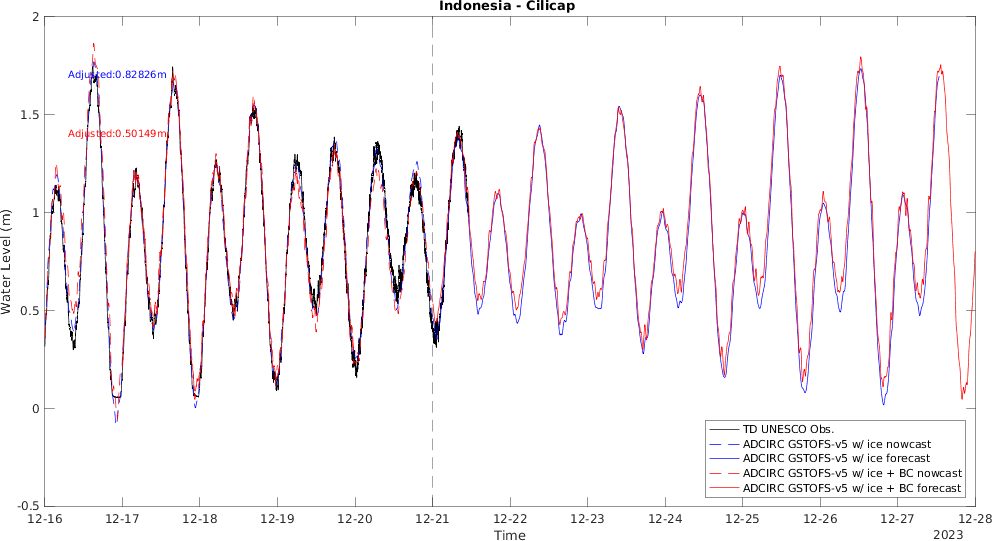 Indonesia - Cilicap
Water Level (m)
2
1.5
1
0.5
0
-0.5
Adjusted:0.82826m
Adjusted:0.50149m
TD UNESCO Obs.
ADCIRC GSTOFS-v5 w/ ice nowcast
ADCIRC GSTOFS-v5 w/ ice forecast
ADCIRC GSTOFS-v5 w/ ice + BC nowcast
ADCIRC GSTOFS-v5 w/ ice + BC forecast
12-16 12-17 12-18 12-19 12-20 12-21 12-22 12-23 12-24 12-25 12-26 12-27 12-28
Time
2023